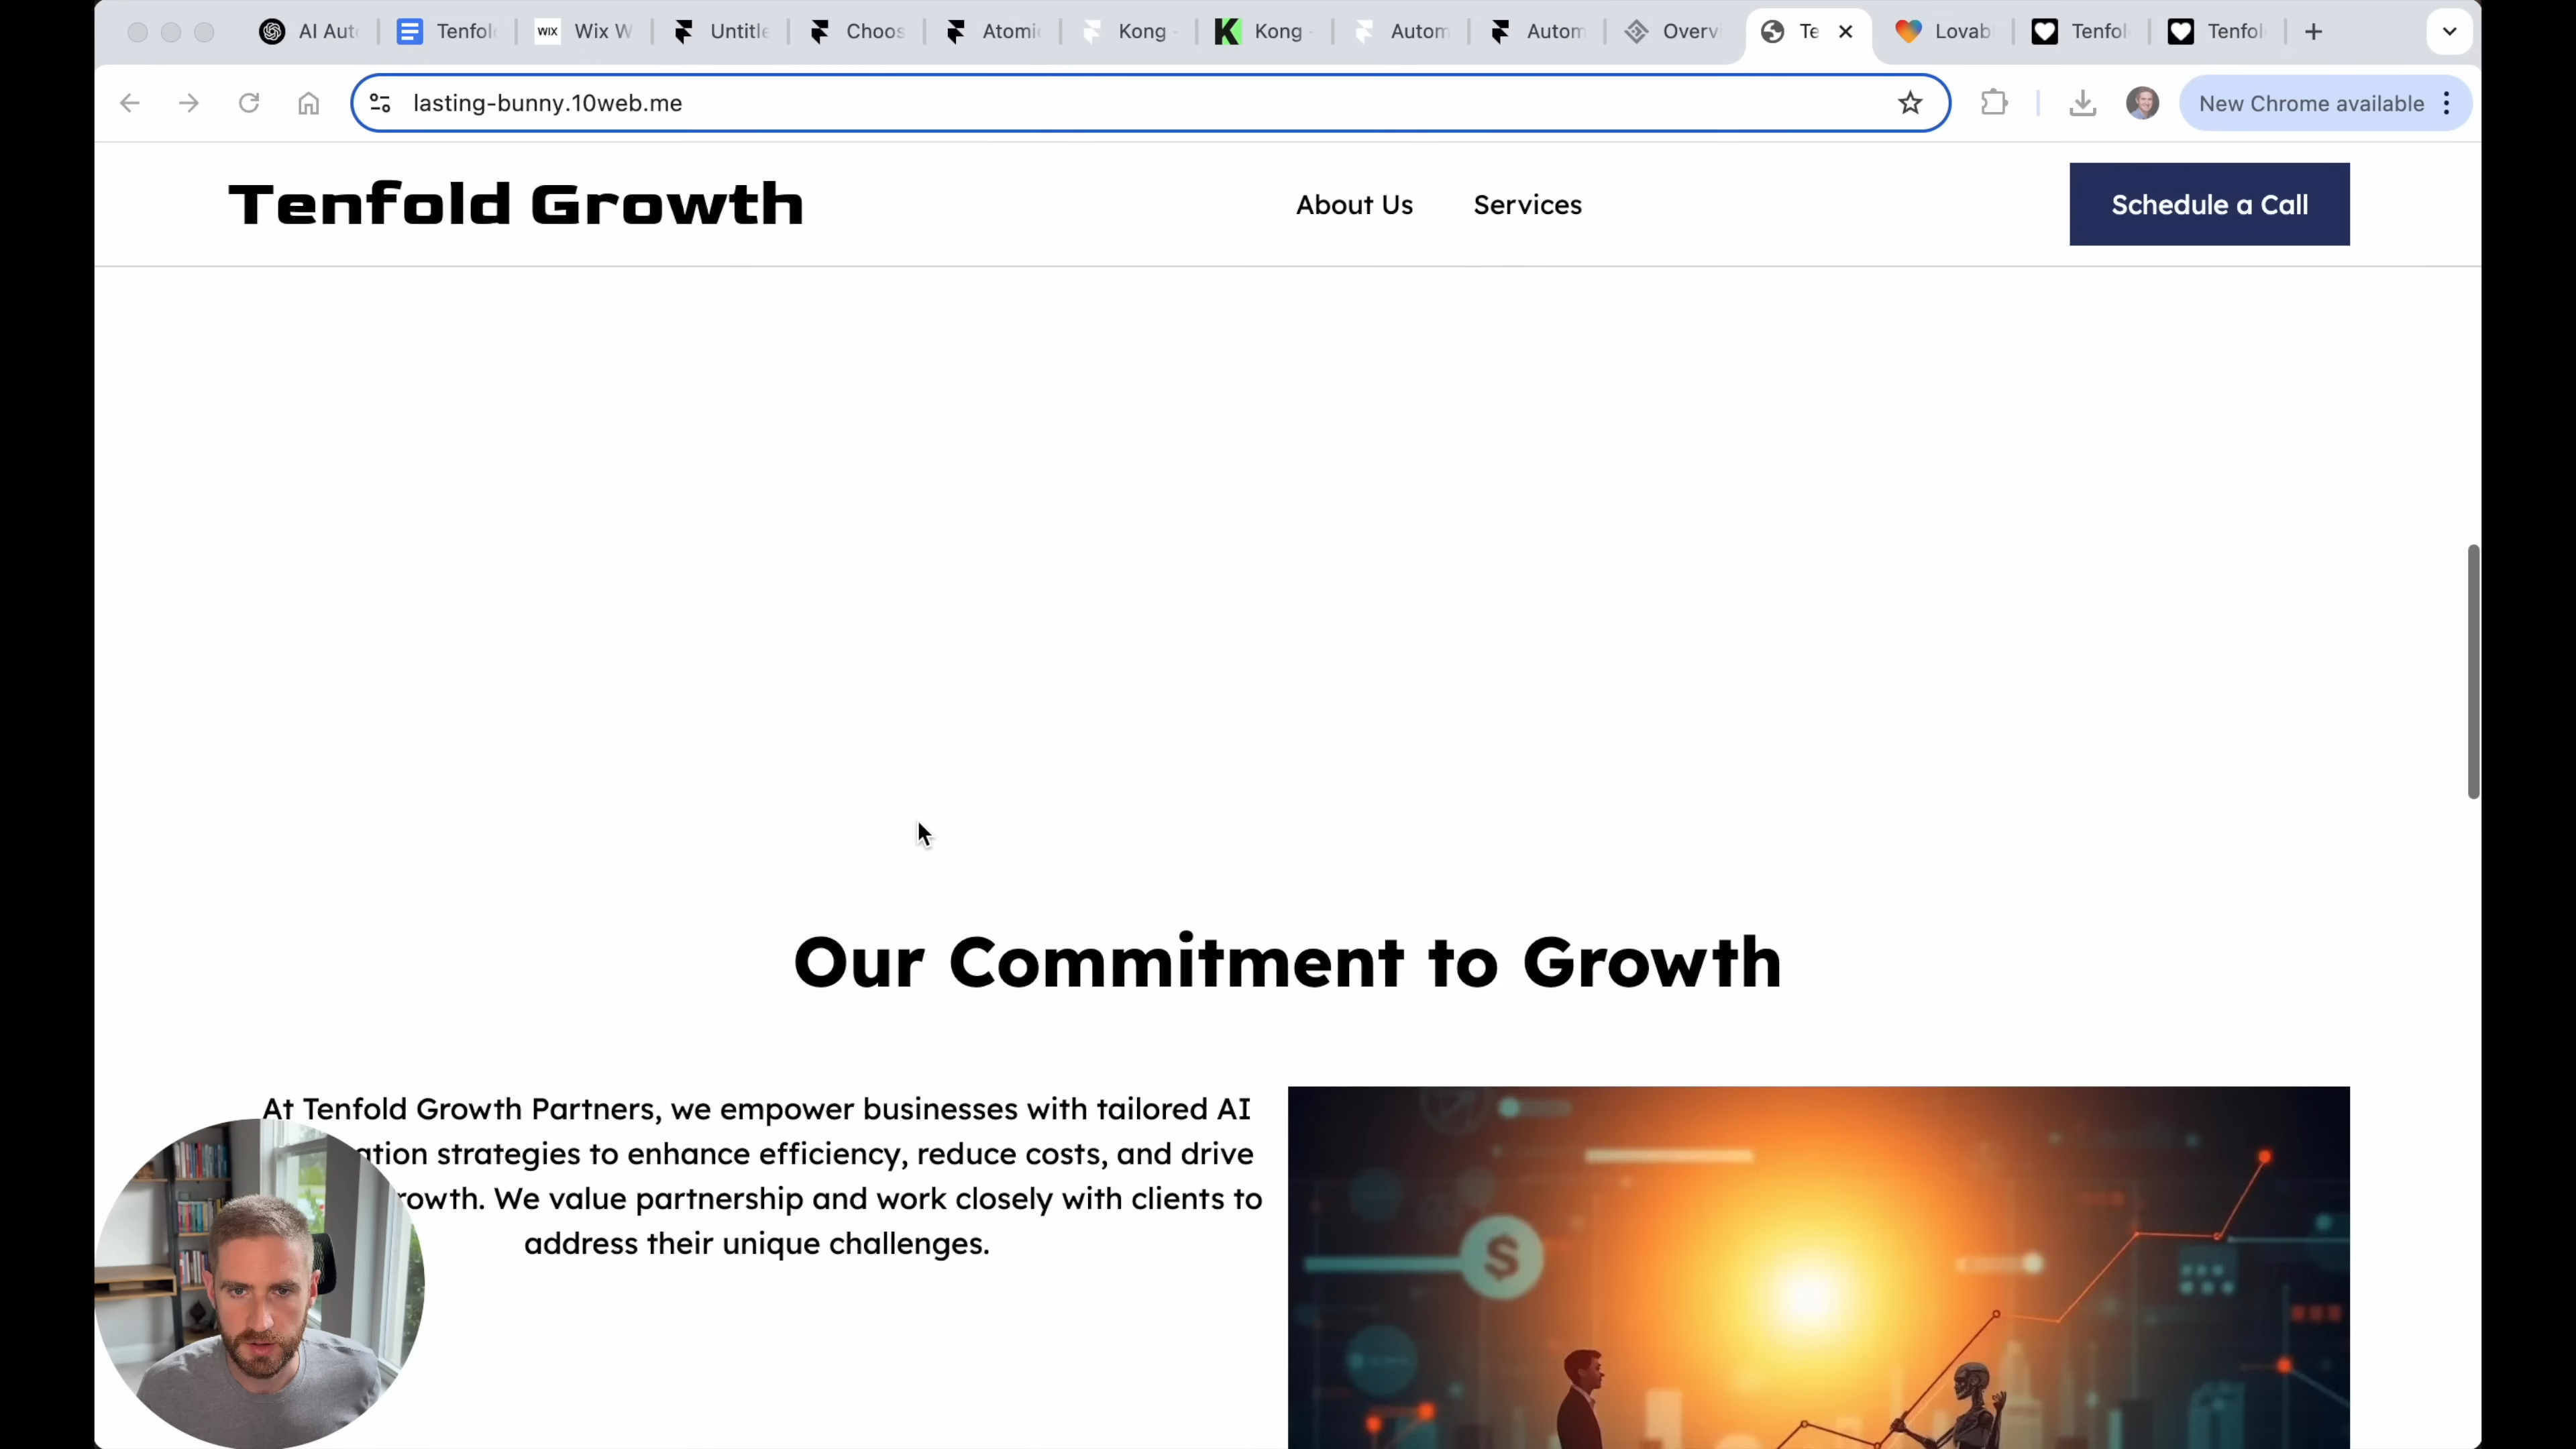 AI Aut
Tenfol
WIX Wix W
Untitle
Choos
Atomi
Kong
K Kong
Autom
Autom
Overv
Te
Lovab
Tenfol
Tenfol
lasting-bunny.10web.me
New Chrome available
Tenfold Growth
About Us
Services
Schedule a Call
Our Commitment to Growth
At Tenfold Growth Partners, we empower businesses with tailored AI
ation strategies to enhance efficiency, reduce costs, and drive
rowth. We value partnership and work closely with clients to
address their unique challenges.
$